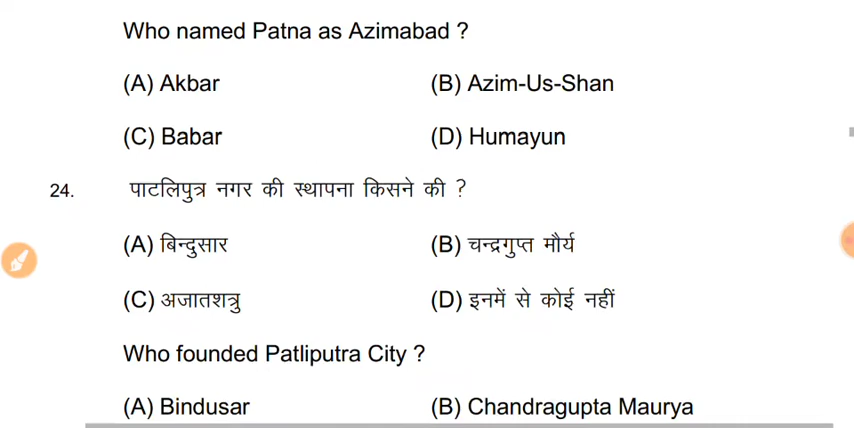 Who named Patna as Azimabad ?
(A) Akbar (B) Azim-Us-Shan
(C) Babar (D) Humayun
24. पाटलिपुत्र नगर की स्थापना किसने की ?
(A) बिन्दुसार (B) चन्द्रगुप्त मौर्य
(C) अजातशत्रु (D) इनमें से कोई नहीं
Who founded Patliputra City ?
(A) Bindusar (B) Chandragupta Maurya